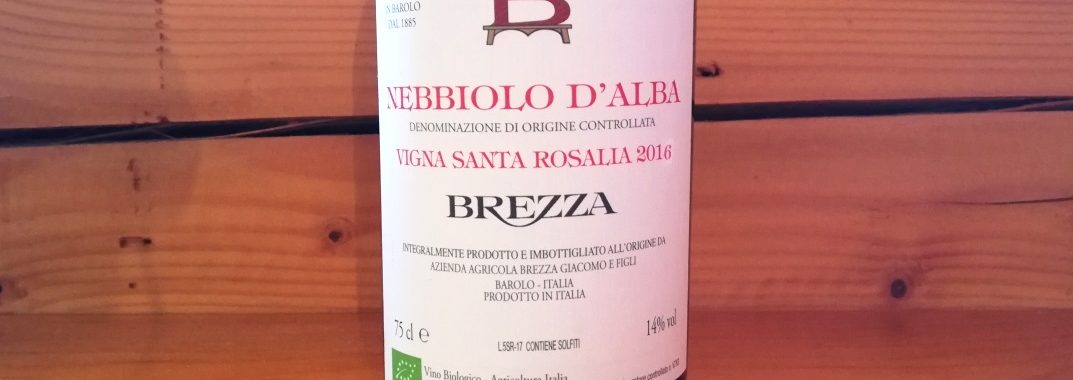 N BAROLO
DAL 1885
B
NEBBIOLO D'ALBA
DENOMINAZIONE DI ORIGINE CONTROLLATA
VIGNA SANTA ROSALIA 2016
BREZZA
INTEGRALMENTE PRODOTTO E IMBOTTIGLIATO ALL'ORIGINE DA
AZIENDA AGRICOLA BREZZA GIACOMO E FIGLI
BAROLO - ITALIA
PRODOTTO IN ITALIA
75 cl e 14% vol
L 5SR-17 CONTIENE SOLFITI
Vino Biologico - Agricoltura Italia
controllato n.